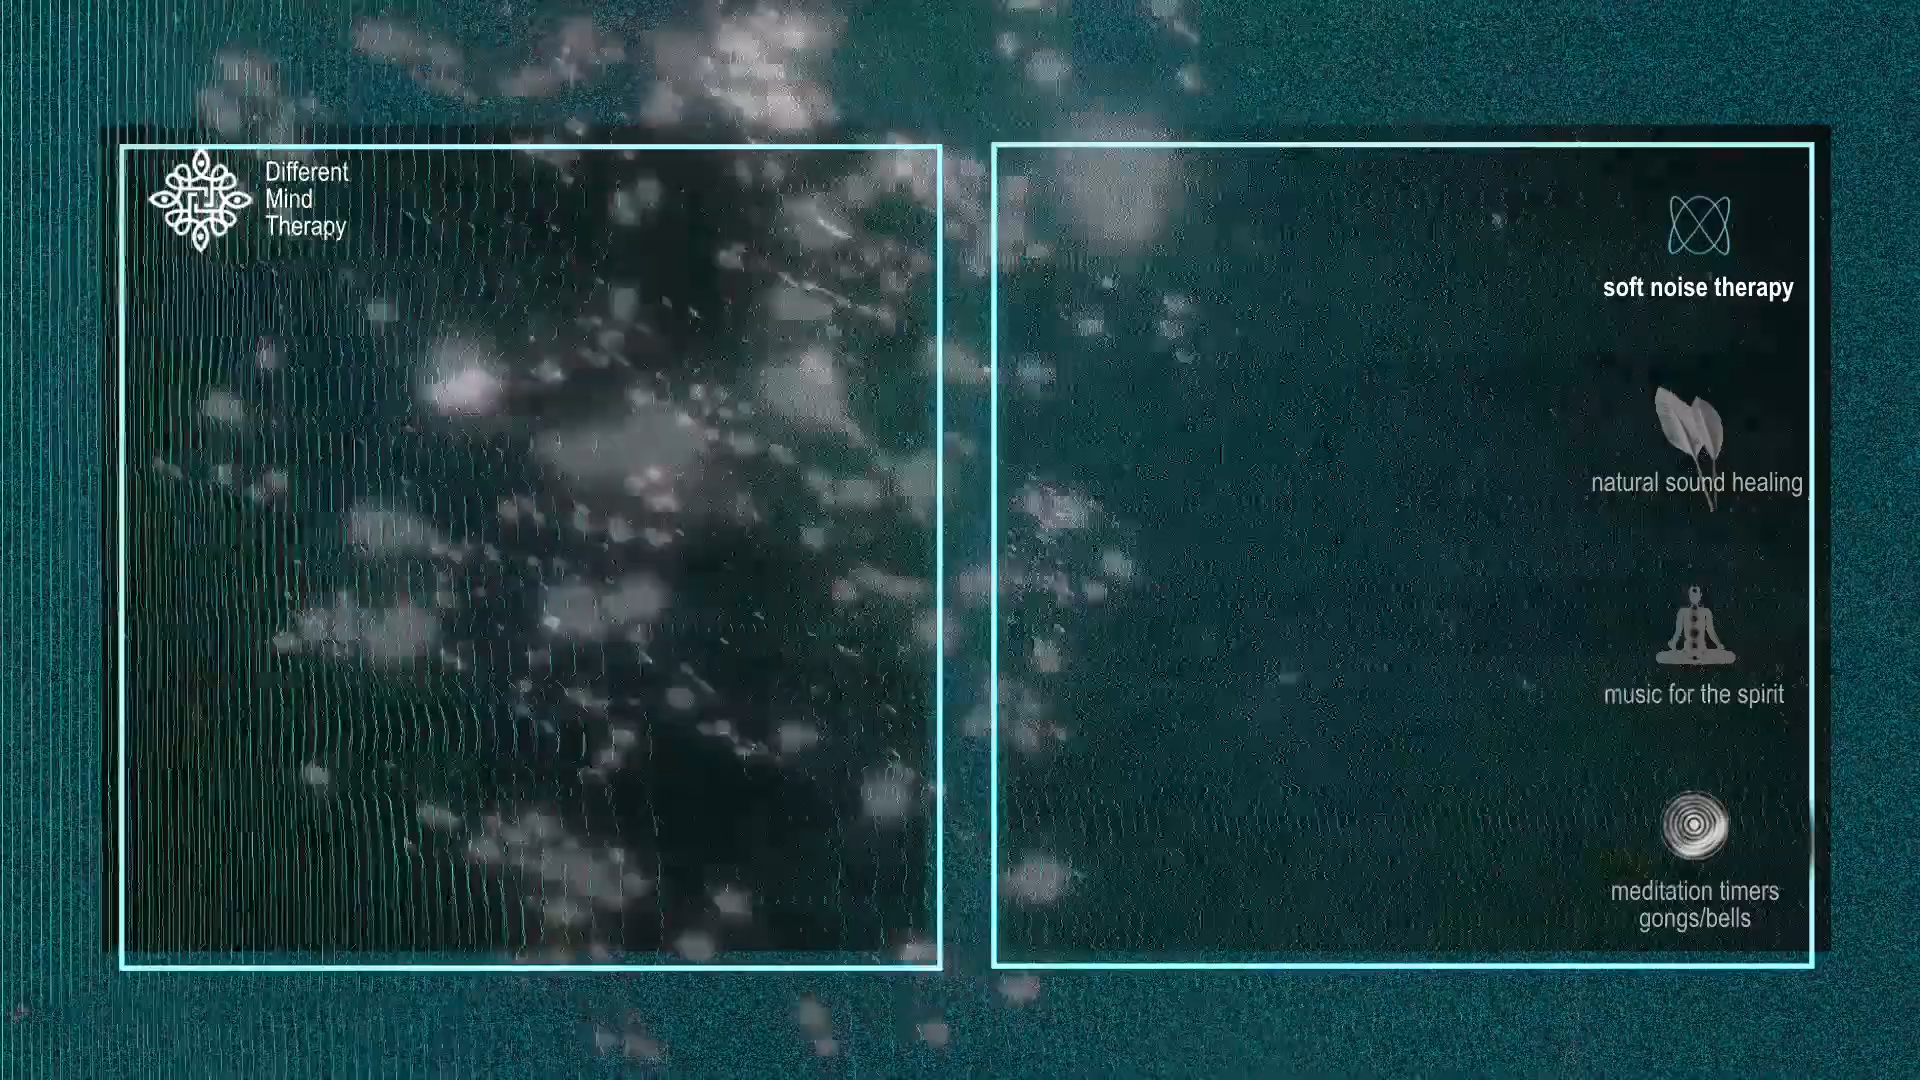 Different
Mind
Therapy
soft noise therapy
natural sound healing
music for the spirit
meditation timers
gongs/bells